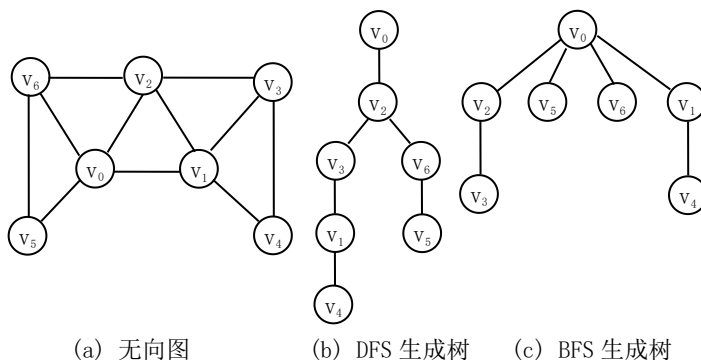 v₀
v₀
v₆ v₂ v₃
v₂
v₂ v₅ v₆ v₁
v₀ v₁
v₃ v₆
v₃ v₄
v₅ v₄
v₁ v₅
v₄
(a) 无向图 (b) DFS 生成树 (c) BFS 生成树